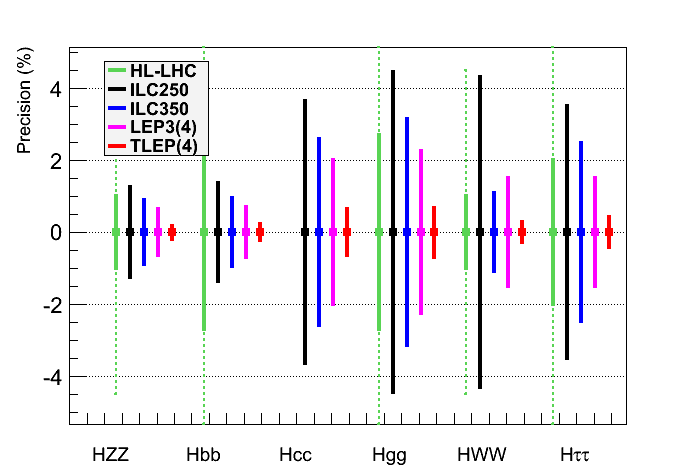 Precision (%)
HL-LHC
ILC250
ILC350
LEP3(4)
TLEP(4)
4
2
0
-2
-4
HZZ Hbb Hcc Hgg HWW Hττ